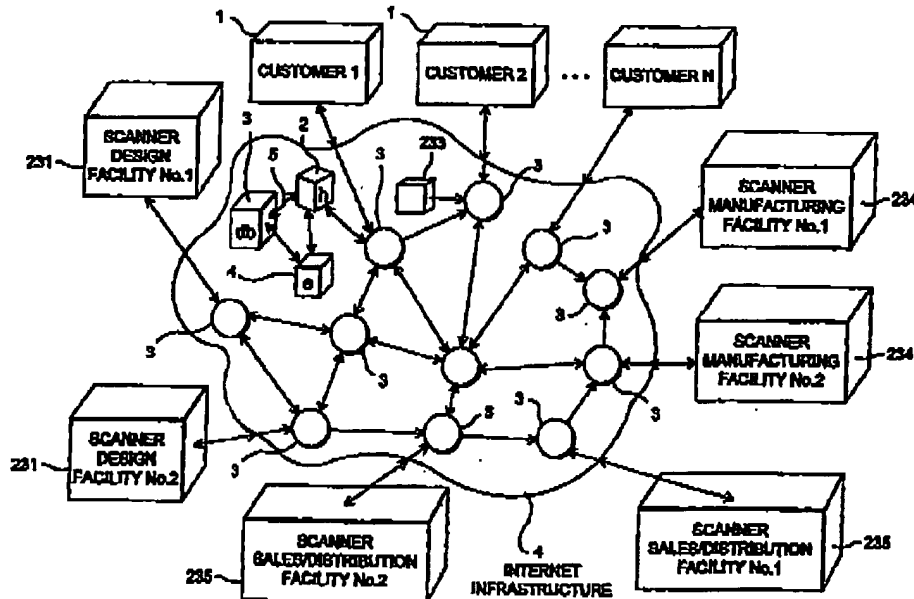 1
1
CUSTOMER 1
CUSTOMER 2
...
CUSTOMER N
SCANNER
DESIGN
FACILITY No.1
231
3
2
5
h
db
4
3
233
3
3
SCANNER
MANUFACTURING
FACILITY No.1
234
3
3
3
SCANNER
MANUFACTURING
FACILITY No.2
234
3
SCANNER
DESIGN
FACILITY No.2
231
3
3
3
SCANNER
SALES/DISTRIBUTION
FACILITY No.2
235
4
INTERNET
INFRASTRUCTURE
SCANNER
SALES/DISTRIBUTION
FACILITY No.1
235